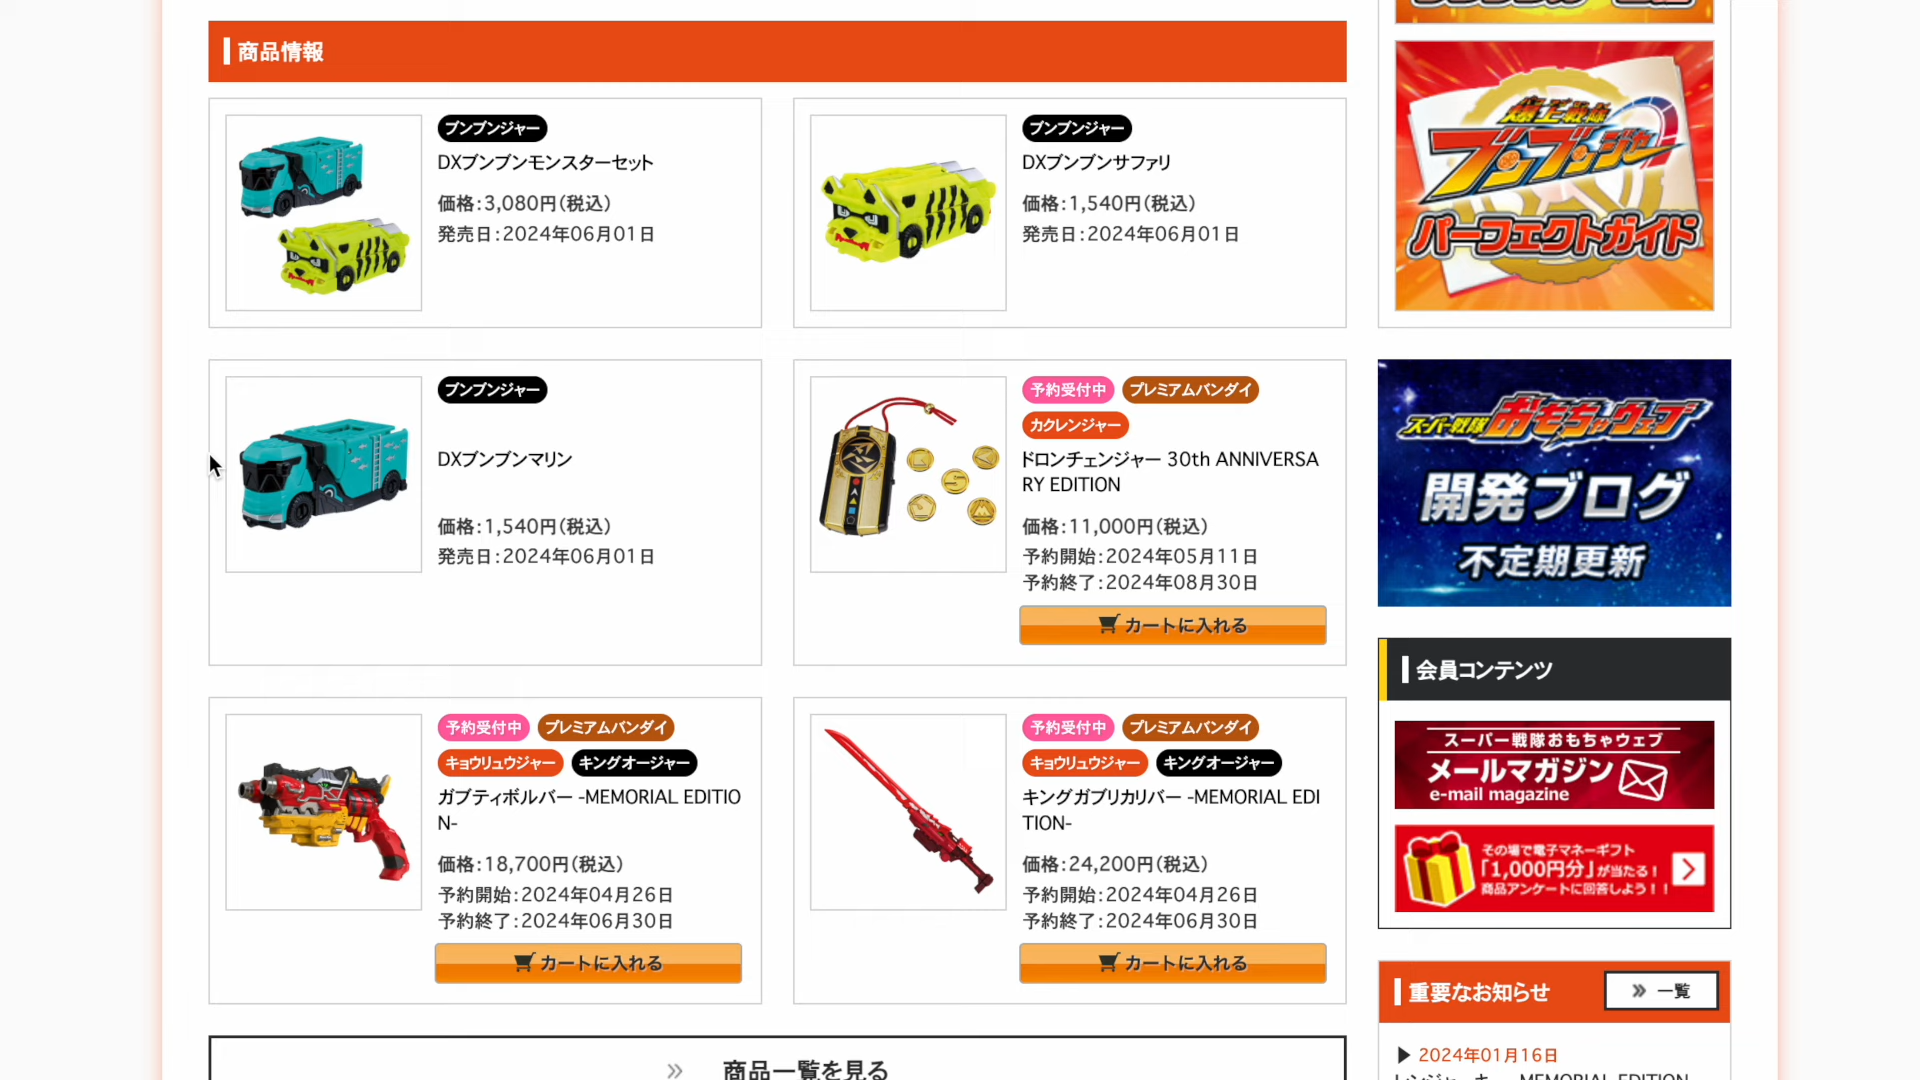 商品情報
ブンブンジャー
DXブンブンモンスターセット
価格:3,080円(税込)
発売日:2024年06月01日
ブンブンジャー
DXブンブンサファリ
価格:1,540円(税込)
発売日:2024年06月01日
ブンブンジャー
DXブンブンマリン
価格:1,540円(税込)
発売日:2024年06月01日
予約受付中 プレミアムバンダイ
カクレンジャー
ドロンチェンジャー 30th ANNIVERSA
RY EDITION
価格:11,000円(税込)
予約開始:2024年05月11日
予約終了:2024年08月30日
カートに入れる
予約受付中 プレミアムバンダイ
キョウリュウジャー キングオージャー
ガブティボルバー -MEMORIAL EDITIO
N-
価格:18,700円(税込)
予約開始:2024年04月26日
予約終了:2024年06月30日
カートに入れる
予約受付中 プレミアムバンダイ
キョウリュウジャー キングオージャー
キングガブリカリバー -MEMORIAL EDI
TION-
価格:24,200円(税込)
予約開始:2024年04月26日
予約終了:2024年06月30日
カートに入れる
» 商品一覧を見る
爆上戦隊
ブンブンジャー
パーフェクトガイド
スーパー戦隊おもちゃウェブ
開発ブログ
不定期更新
会員コンテンツ
スーパー戦隊おもちゃウェブ
メールマガジン
e-mail magazine
その場で電子マネーギフト
「1,000円分」が当たる!
商品アンケートに回答しよう!!
重要なお知らせ
» 一覧
2024年01月16日
MEMORIAL EDITION